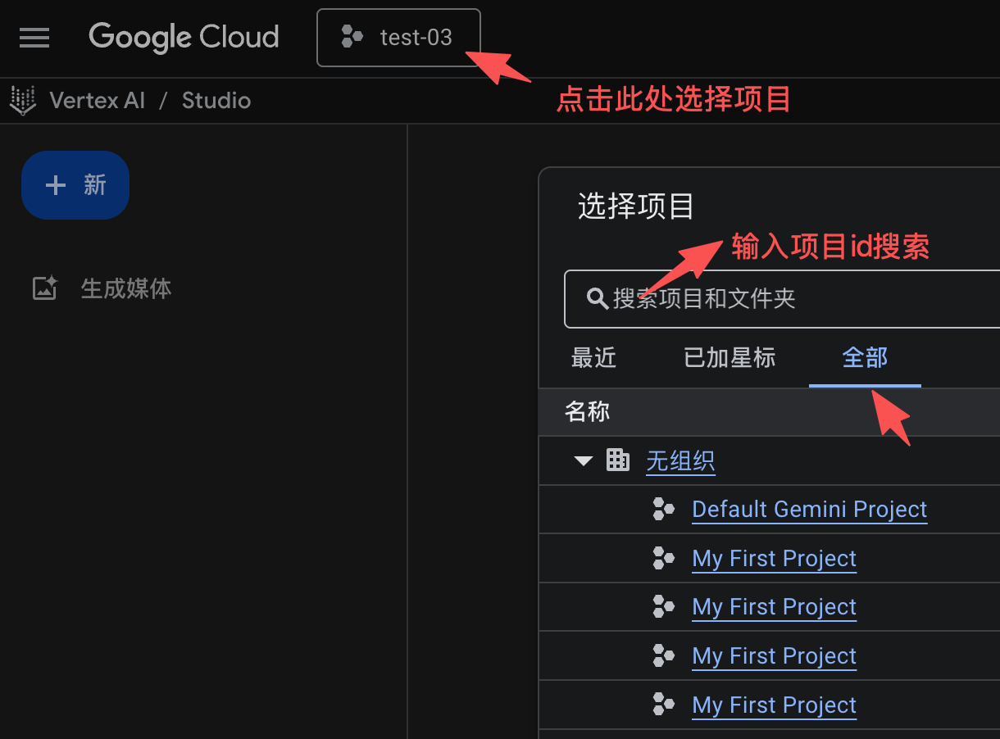 Google Cloud
test-03
点击此处选择项目
Vertex AI / Studio
+ 新
选择项目
输入项目id搜索
生成媒体
搜索项目和文件夹
最近 已加星标 全部
名称
无组织
Default Gemini Project
My First Project
My First Project
My First Project
My First Project